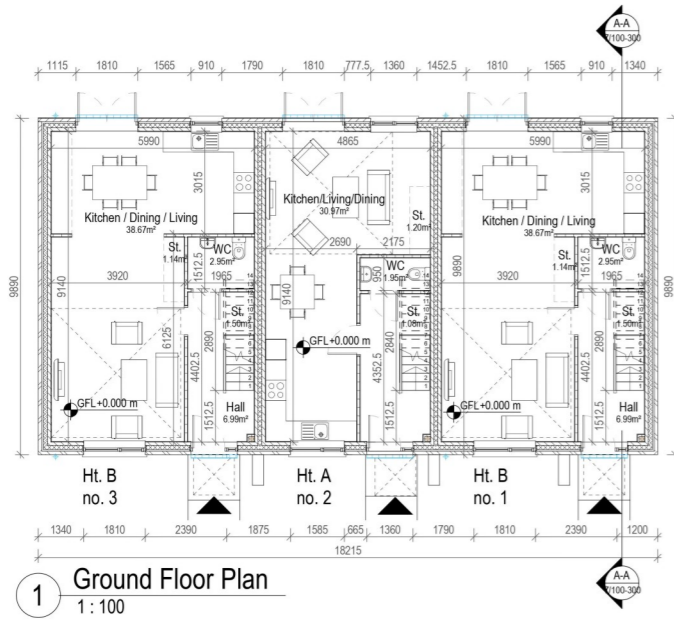 A-A
7/100-300
1115 1810 1565 910 1790 1810 777.5 1360 1452.5 1810 1565 910 1340
5990 4865 5990
3015 3015
Kitchen / Dining / Living
38.67m²
Kitchen/Living/Dining
30.97m²
Kitchen / Dining / Living
38.67m²
St.
1.20m²
St.
1.14m²
WC
2.95m²
2690 2175
St.
1.14m²
WC
2.95m²
1512.5
3920 1965
950
WC
1.95m²
1512.5
3920 1965
9890
9140
9140
9890
9890
St.
1.50m²
St.
1.08m²
St.
1.50m²
6125
2890
GFL+0.000 m
2840
2890
4402.5
4352.5
4402.5
GFL+0.000 m
GFL+0.000 m
Hall
6.99m²
Hall
6.99m²
1512.5
1512.5
1512.5
Ht. B
no. 3
Ht. A
no. 2
Ht. B
no. 1
1340 1810 2390 1875 1585 665 1360 1790 1810 2390 1200
18215
A-A
7/100-300
1
Ground Floor Plan
1 : 100